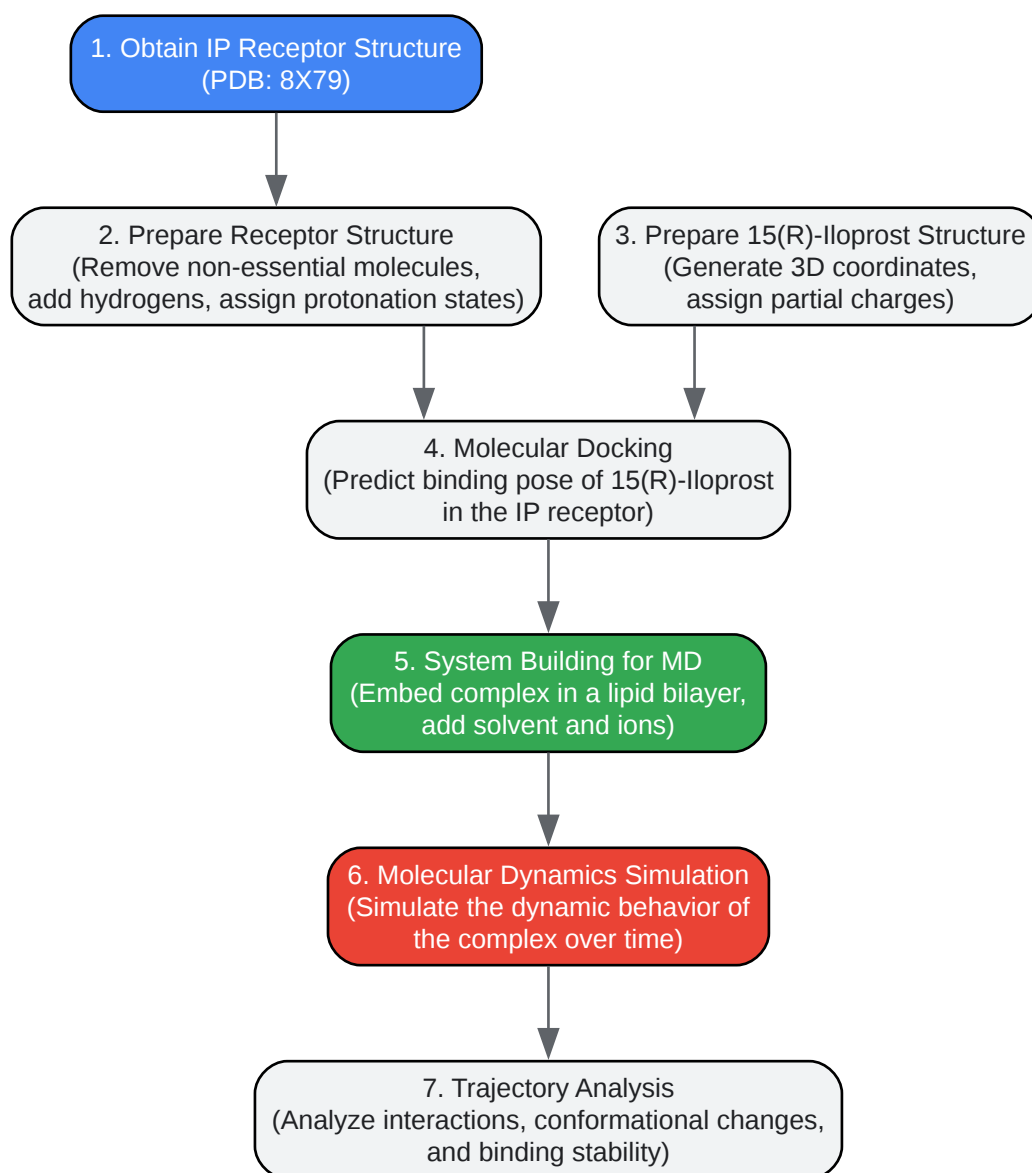 1. Obtain IP Receptor Structure
(PDB: 8X79)
2. Prepare Receptor Structure
(Remove non-essential molecules,
add hydrogens, assign protonation states)
3. Prepare 15(R)-Iloprost Structure
(Generate 3D coordinates,
assign partial charges)
4. Molecular Docking
(Predict binding pose of 15(R)-Iloprost
in the IP receptor)
5. System Building for MD
(Embed complex in a lipid bilayer,
add solvent and ions)
6. Molecular Dynamics Simulation
(Simulate the dynamic behavior of
the complex over time)
7. Trajectory Analysis
(Analyze interactions, conformational changes,
and binding stability)